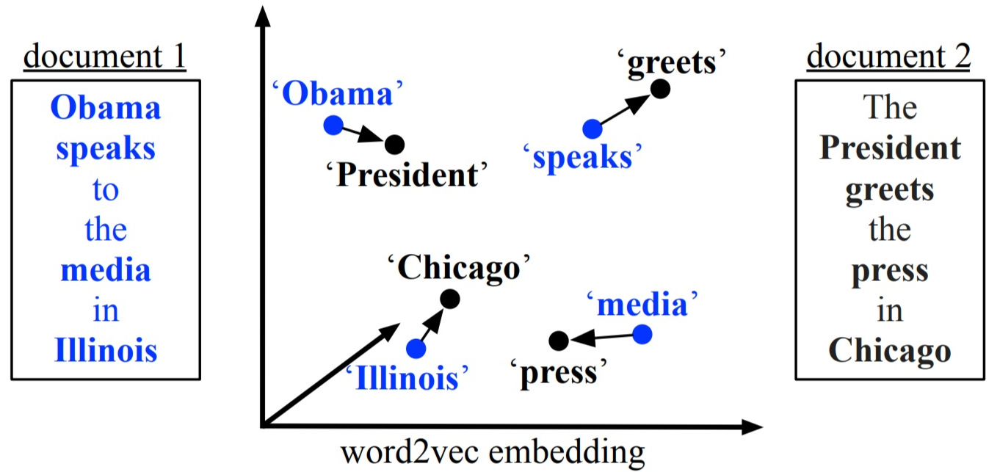 document 1
Obama
speaks
to
the
media
in
Illinois
‘Obama’
‘President’
‘greets’
‘speaks’
‘Chicago’
‘Illinois’
‘media’
‘press’
word2vec embedding
document 2
The
President
greets
the
press
in
Chicago